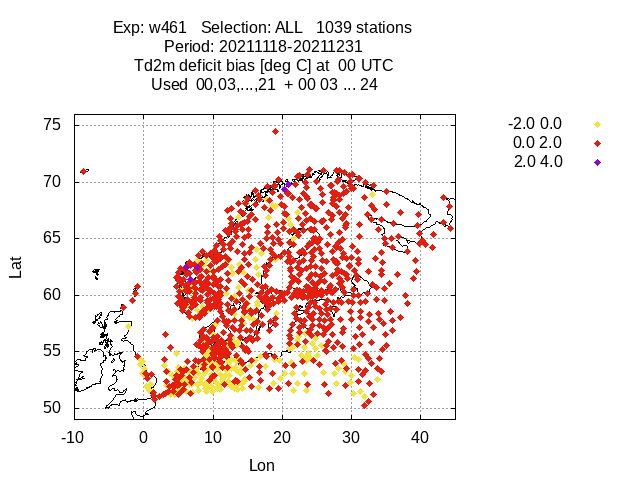 Exp: w461 Selection: ALL 1039 stations
Period: 20211118-20211231
Td2m deficit bias [deg C] at 00 UTC
Used 00,03,...,21 + 00 03 ... 24
-2.0 0.0
0.0 2.0
2.0 4.0
75
70
65
60
55
50
Lat
-10 0 10 20 30 40
Lon